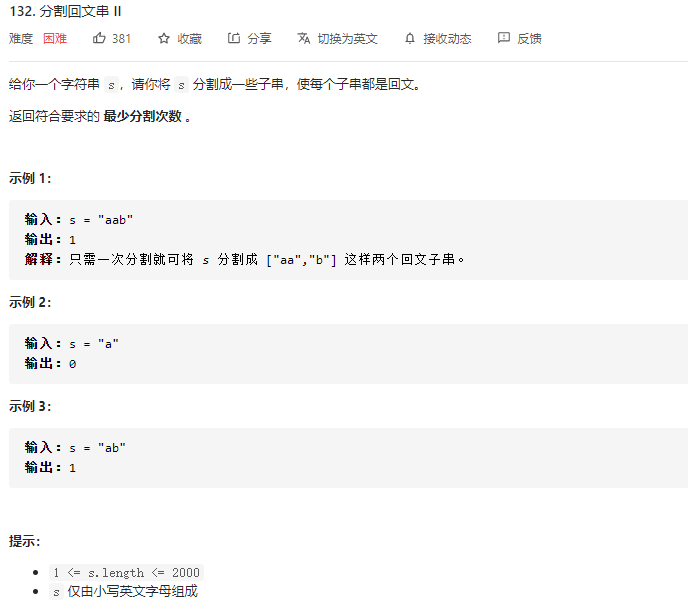 132. 分割回文串 II
难度 困难 381 收藏 分享 切换为英文 接收动态 反馈
给你一个字符串 s，请你将 s 分割成一些子串，使每个子串都是回文。
返回符合要求的 最少分割次数 。
示例 1：
输入：s = "aab"
输出：1
解释：只需一次分割就可将 s 分割成 ["aa","b"] 这样两个回文子串。
示例 2：
输入：s = "a"
输出：0
示例 3：
输入：s = "ab"
输出：1
提示：
1 <= s.length <= 2000
s 仅由小写英文字母组成